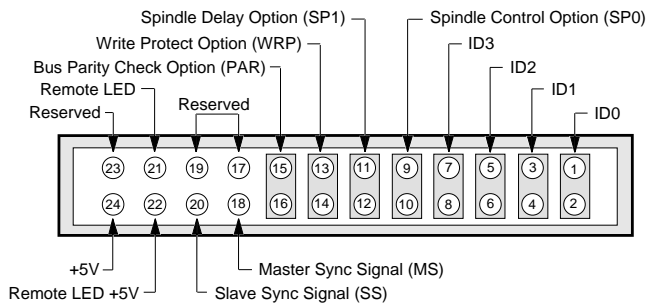 Spindle Delay Option (SP1) Spindle Control Option (SP0)
Write Protect Option (WRP) ID3
Bus Parity Check Option (PAR) ID2
Remote LED Reserved ID1
Reserved ID0
23 21 19 17 15 13 11 9 7 5 3 1
24 22 20 18 16 14 12 10 8 6 4 2
+5V Master Sync Signal (MS)
Remote LED +5V Slave Sync Signal (SS)